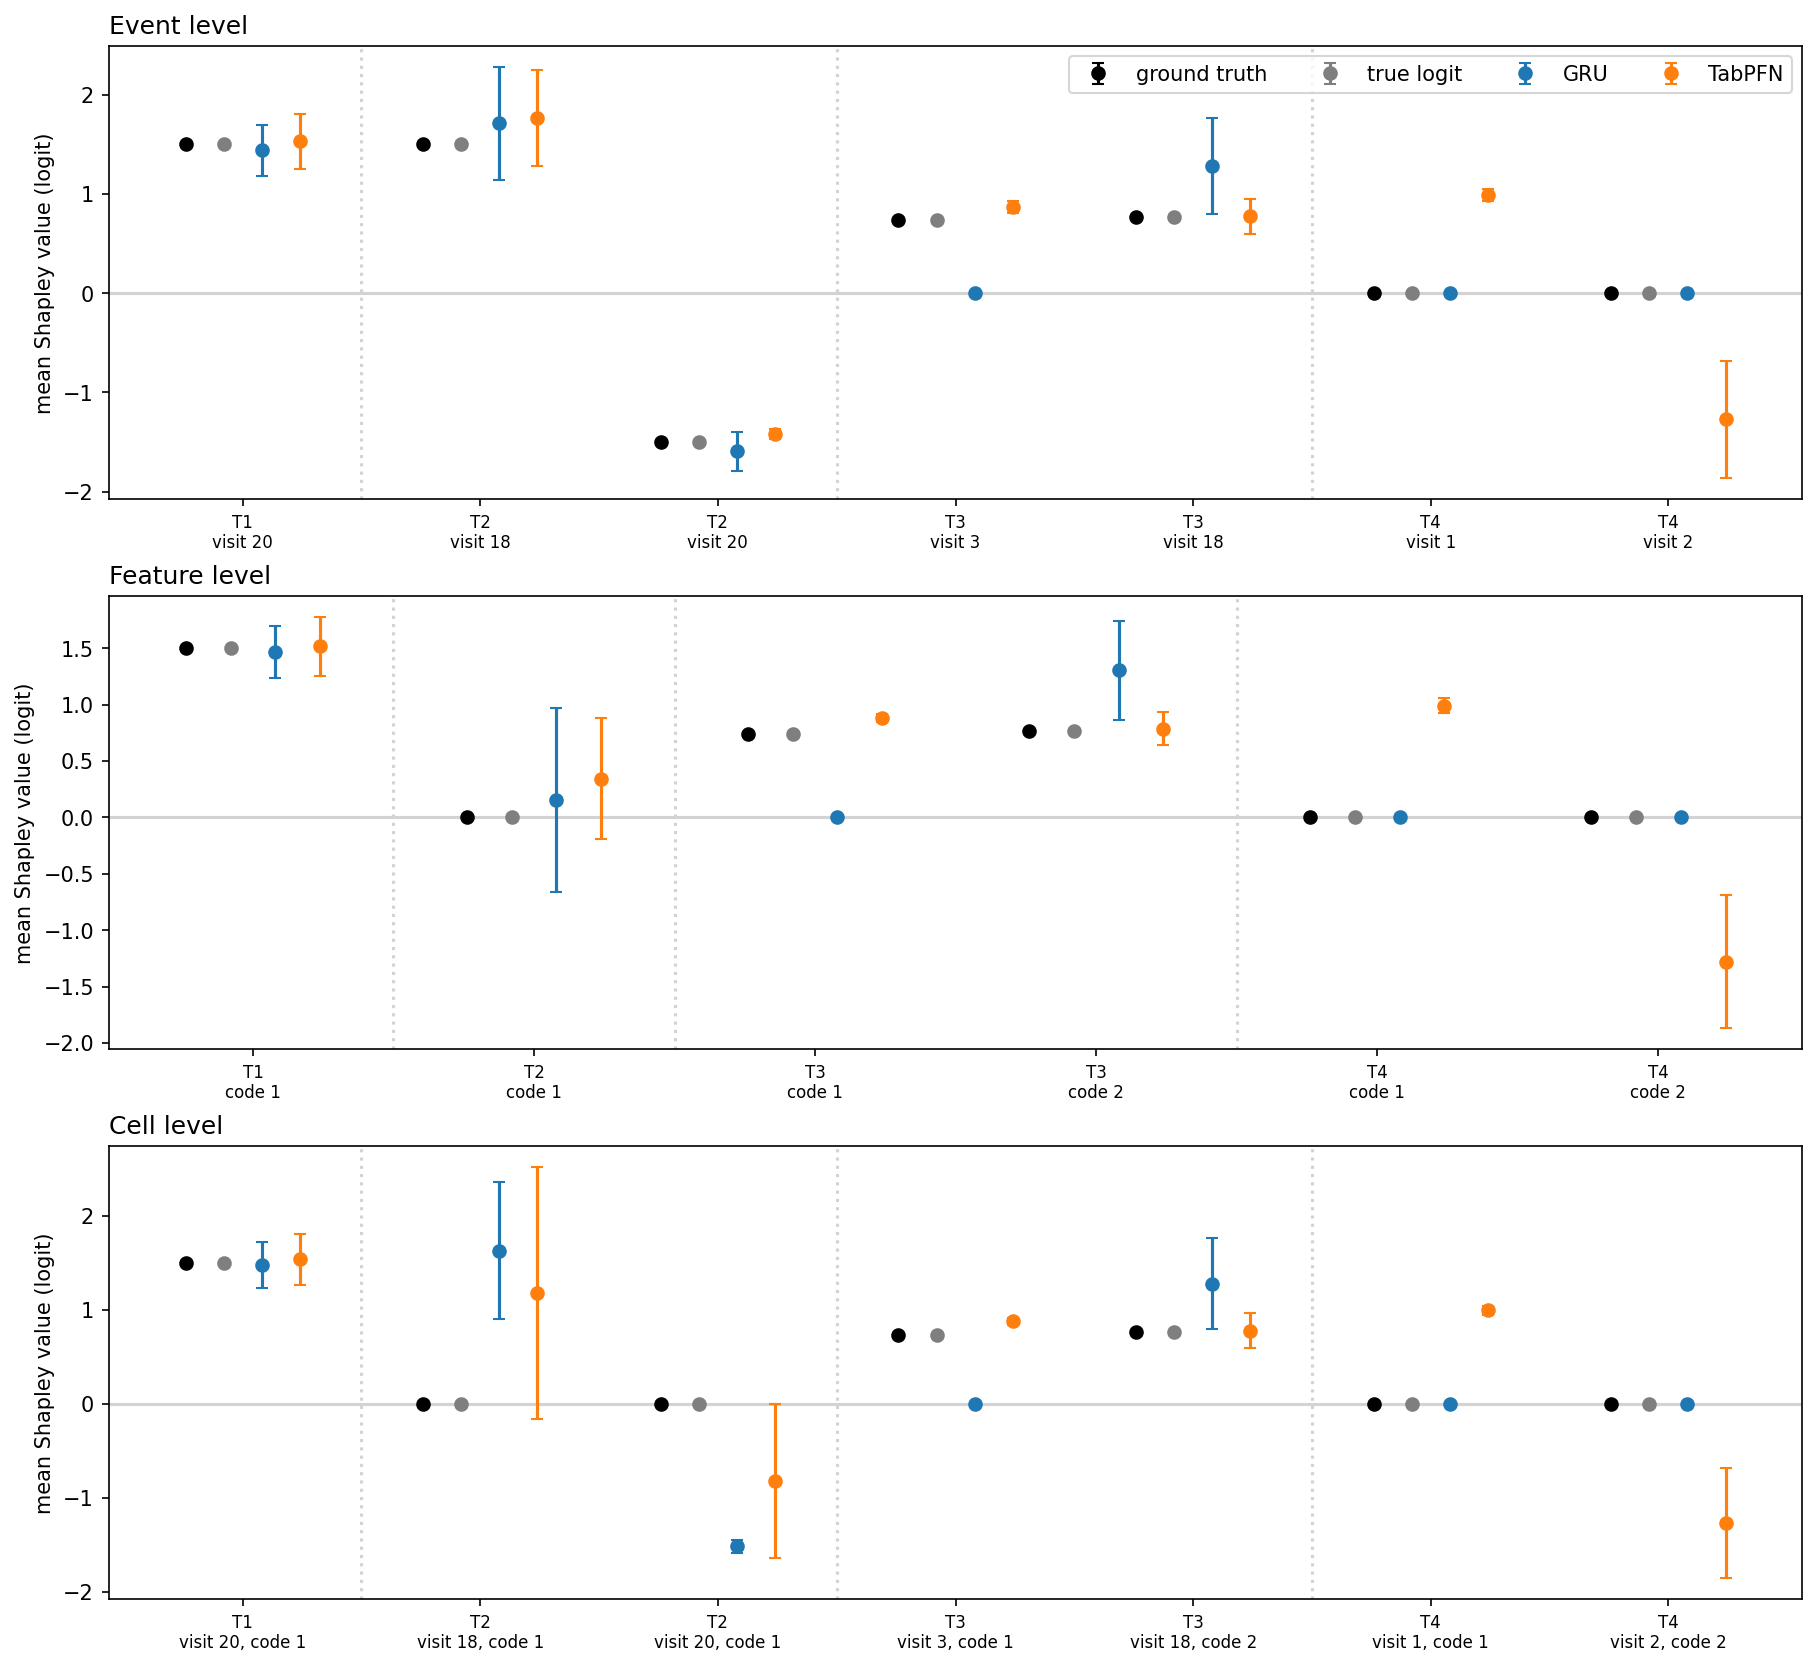 Event level
ground truth true logit GRU TabPFN
mean Shapley value (logit)
2
1
0
−1
−2
T1 T2 T2 T3 T3 T4 T4
visit 20 visit 18 visit 20 visit 3 visit 18 visit 1 visit 2
Feature level
mean Shapley value (logit)
1.5
1.0
0.5
0.0
−0.5
−1.0
−1.5
−2.0
T1 T2 T3 T3 T4 T4
code 1 code 1 code 1 code 2 code 1 code 2
Cell level
mean Shapley value (logit)
2
1
0
−1
−2
T1 T2 T2 T3 T3 T4 T4
visit 20, code 1 visit 18, code 1 visit 20, code 1 visit 3, code 1 visit 18, code 2 visit 1, code 1 visit 2, code 2